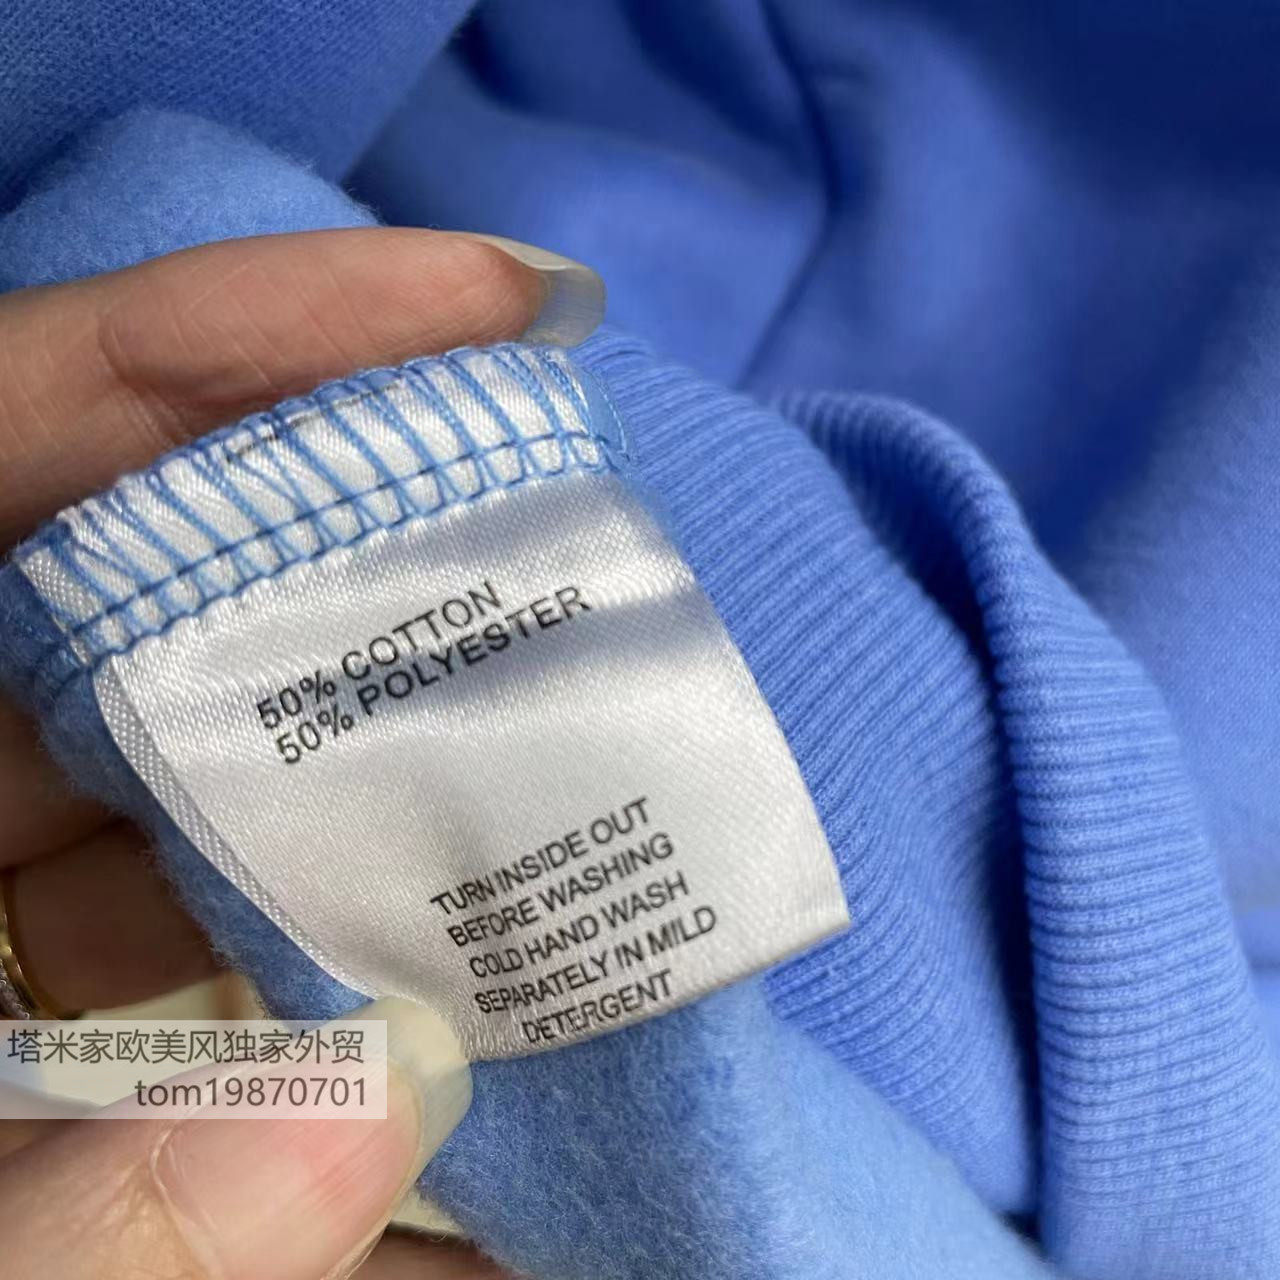 50% COTTON
50% POLYESTER
TURN INSIDE OUT
BEFORE WASHING
COLD HAND WASH
SEPARATELY IN MILD
DETERGENT
塔米家欧美风独家外贸
tom19870701